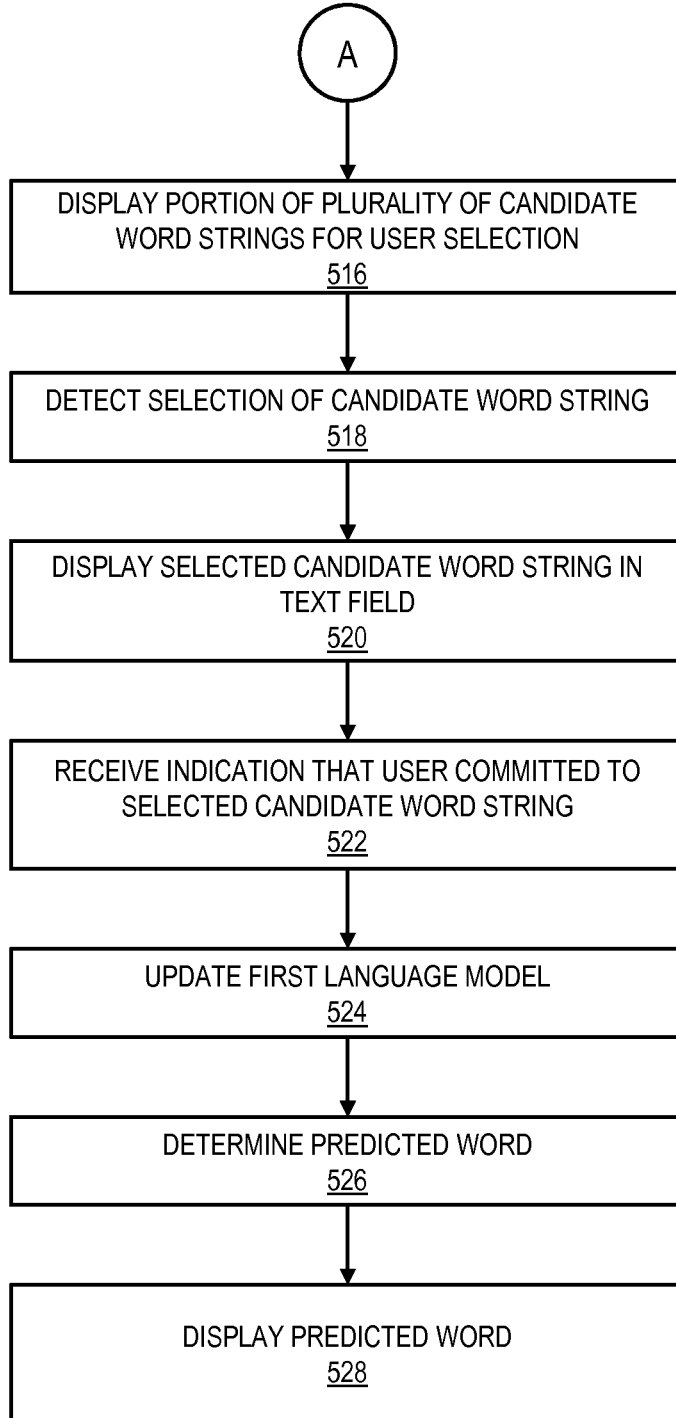 A
DISPLAY PORTION OF PLURALITY OF CANDIDATE
WORD STRINGS FOR USER SELECTION
516
DETECT SELECTION OF CANDIDATE WORD STRING
518
DISPLAY SELECTED CANDIDATE WORD STRING IN
TEXT FIELD
520
RECEIVE INDICATION THAT USER COMMITTED TO
SELECTED CANDIDATE WORD STRING
522
UPDATE FIRST LANGUAGE MODEL
524
DETERMINE PREDICTED WORD
526
DISPLAY PREDICTED WORD
528